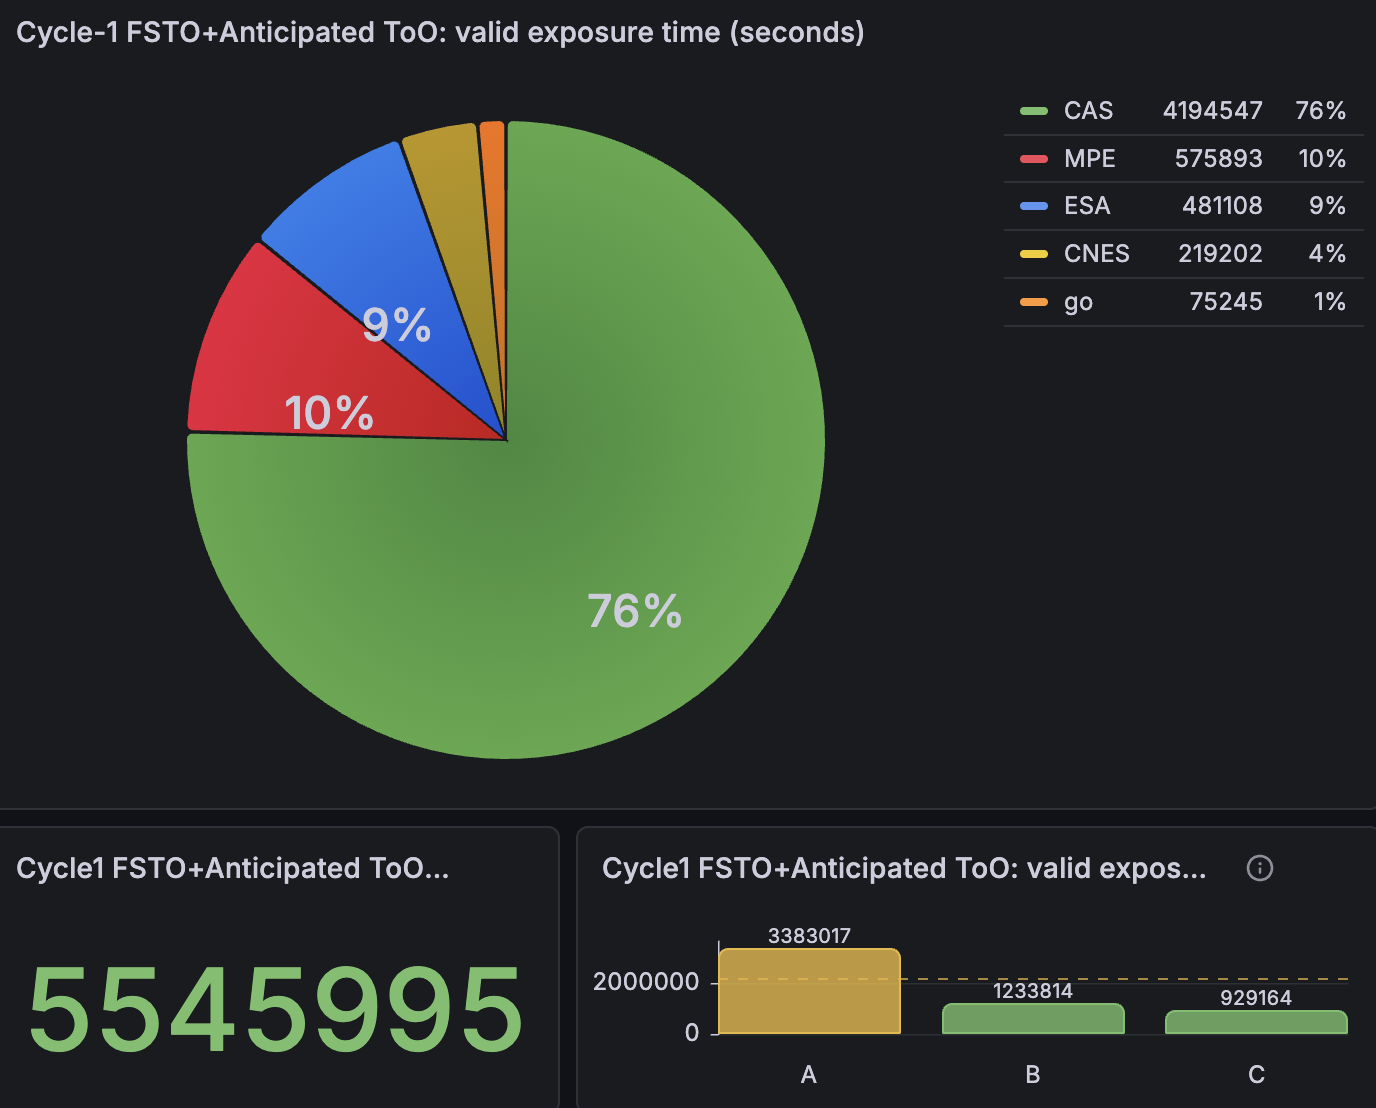 Cycle-1 FSTO+Anticipated ToO: valid exposure time (seconds)
CAS 4194547 76%
MPE 575893 10%
ESA 481108 9%
CNES 219202 4%
go 75245 1%
9%
10%
76%
Cycle1 FSTO+Anticipated ToO...
5545995
Cycle1 FSTO+Anticipated ToO: valid expos...
3383017
2000000
1233814
929164
0
A B C